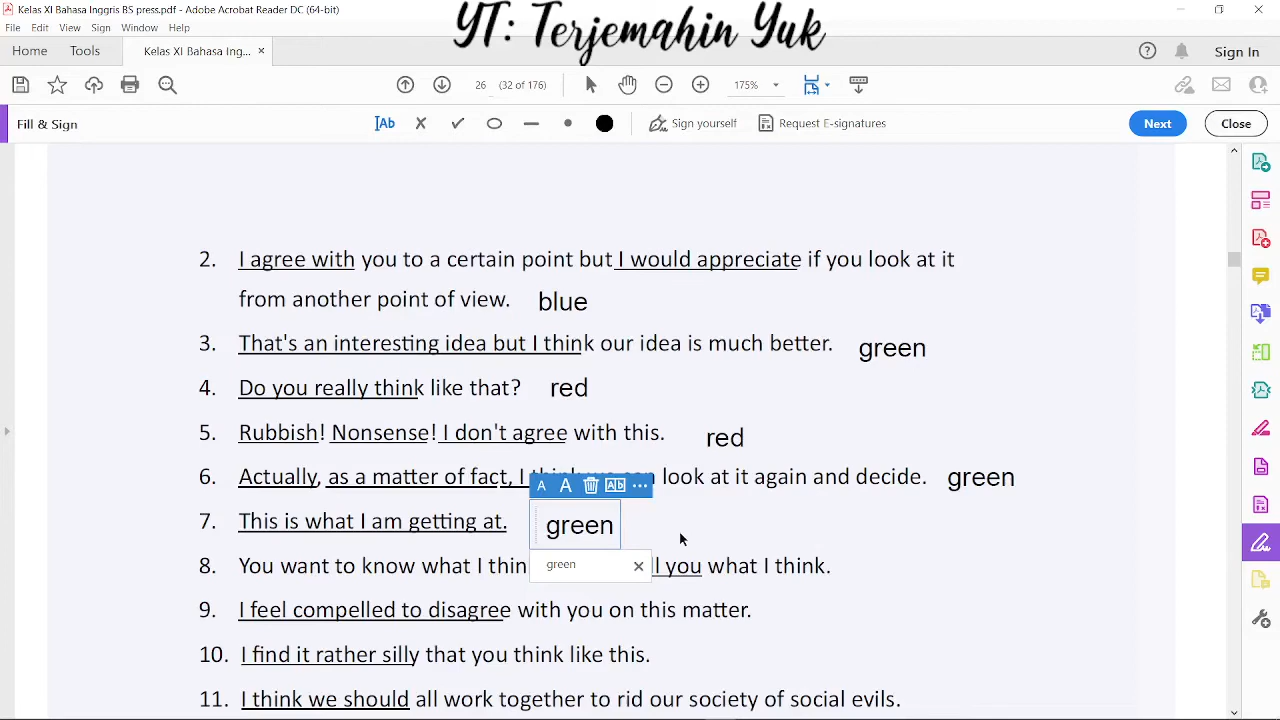 Kelas XI Bahasa Inggris BS press.pdf - Adobe Acrobat Reader DC (64-bit)
YT: Terjemahin Yuk
File Edit View Sign Window Help
Home Tools Kelas XI Bahasa Ing... × Sign In
26 (32 of 176) 175%
Fill & Sign Ab Sign yourself Request E-signatures Next Close
2. I agree with you to a certain point but I would appreciate if you look at it
from another point of view. blue
3. That's an interesting idea but I think our idea is much better. green
4. Do you really think like that? red
5. Rubbish! Nonsense! I don't agree with this. red
6. Actually, as a matter of fact, I think we can look at it again and decide. green
A A AB ...
7. This is what I am getting at. green
8. You want to know what I thin green ll you what I think.
9. I feel compelled to disagree with you on this matter.
10. I find it rather silly that you think like this.
11. I think we should all work together to rid our society of social evils.